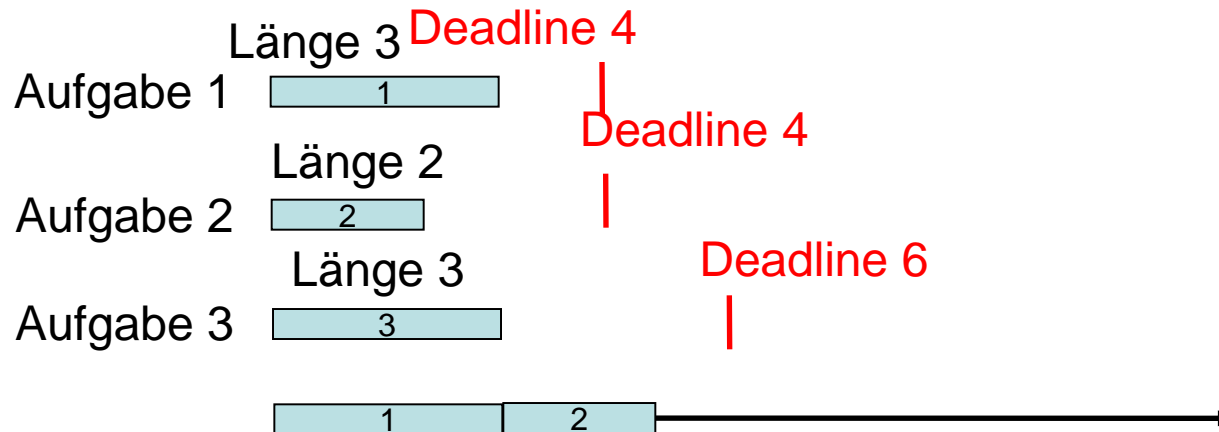 Länge 3 Deadline 4
Aufgabe 1 1
Deadline 4
Länge 2
Aufgabe 2 2
Deadline 6
Länge 3
Aufgabe 3 3
1 2